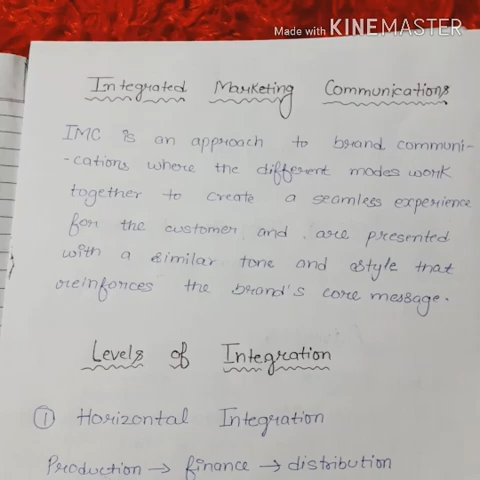 Made with KINEMASTER
Integrated Marketing Communications
IMC is an approach to brand communi-
-cations where the different modes work
together to create a seamless experience
for the customer and are presented
with a similar tone and style that
reinforces the brand's core message.
Levels of Integration
① Horizontal Integration
Production → finance → distribution